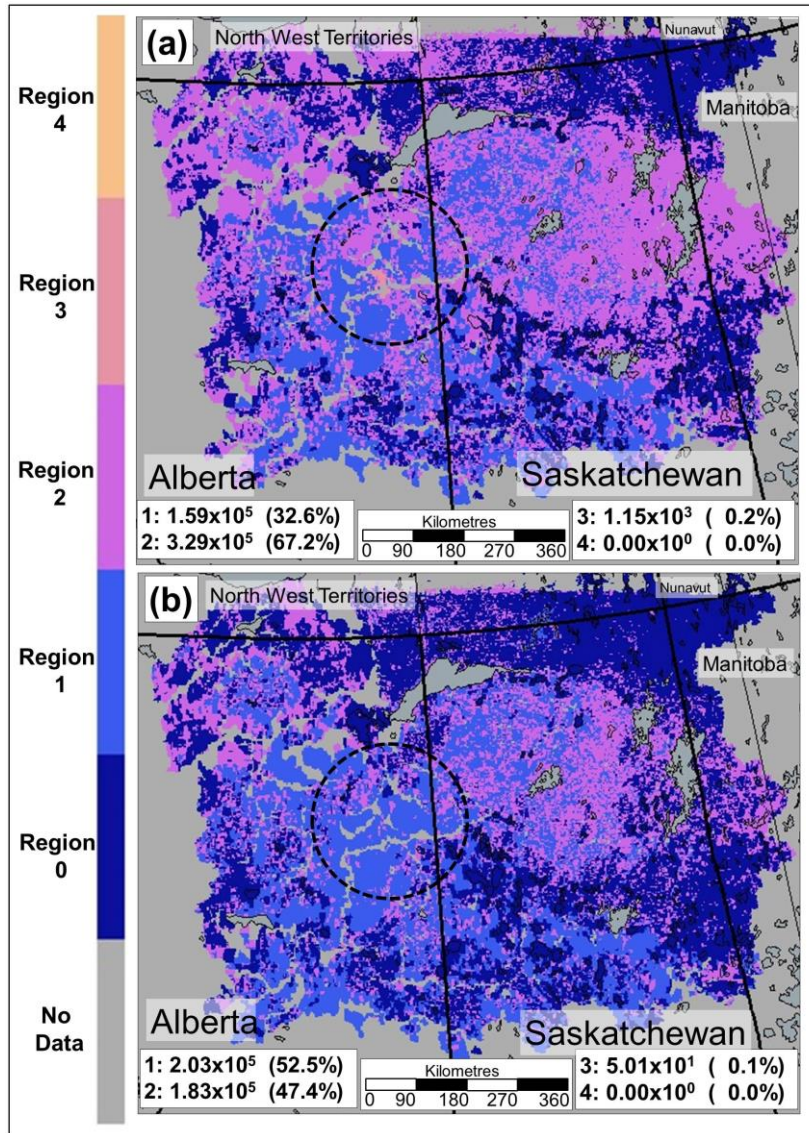 Region
4
Region
3
Region
2
Region
1
Region
0
No
Data
(a)
North West Territories
Nunavut
Manitoba
Alberta
Saskatchewan
1: 1.59x10⁵ (32.6%)
2: 3.29x10⁵ (67.2%)
Kilometres
0 90 180 270 360
3: 1.15x10³ ( 0.2%)
4: 0.00x10⁰ ( 0.0%)
(b)
North West Territories
Nunavut
Manitoba
Alberta
Saskatchewan
1: 2.03x10⁵ (52.5%)
2: 1.83x10⁵ (47.4%)
Kilometres
0 90 180 270 360
3: 5.01x10¹ ( 0.1%)
4: 0.00x10⁰ ( 0.0%)